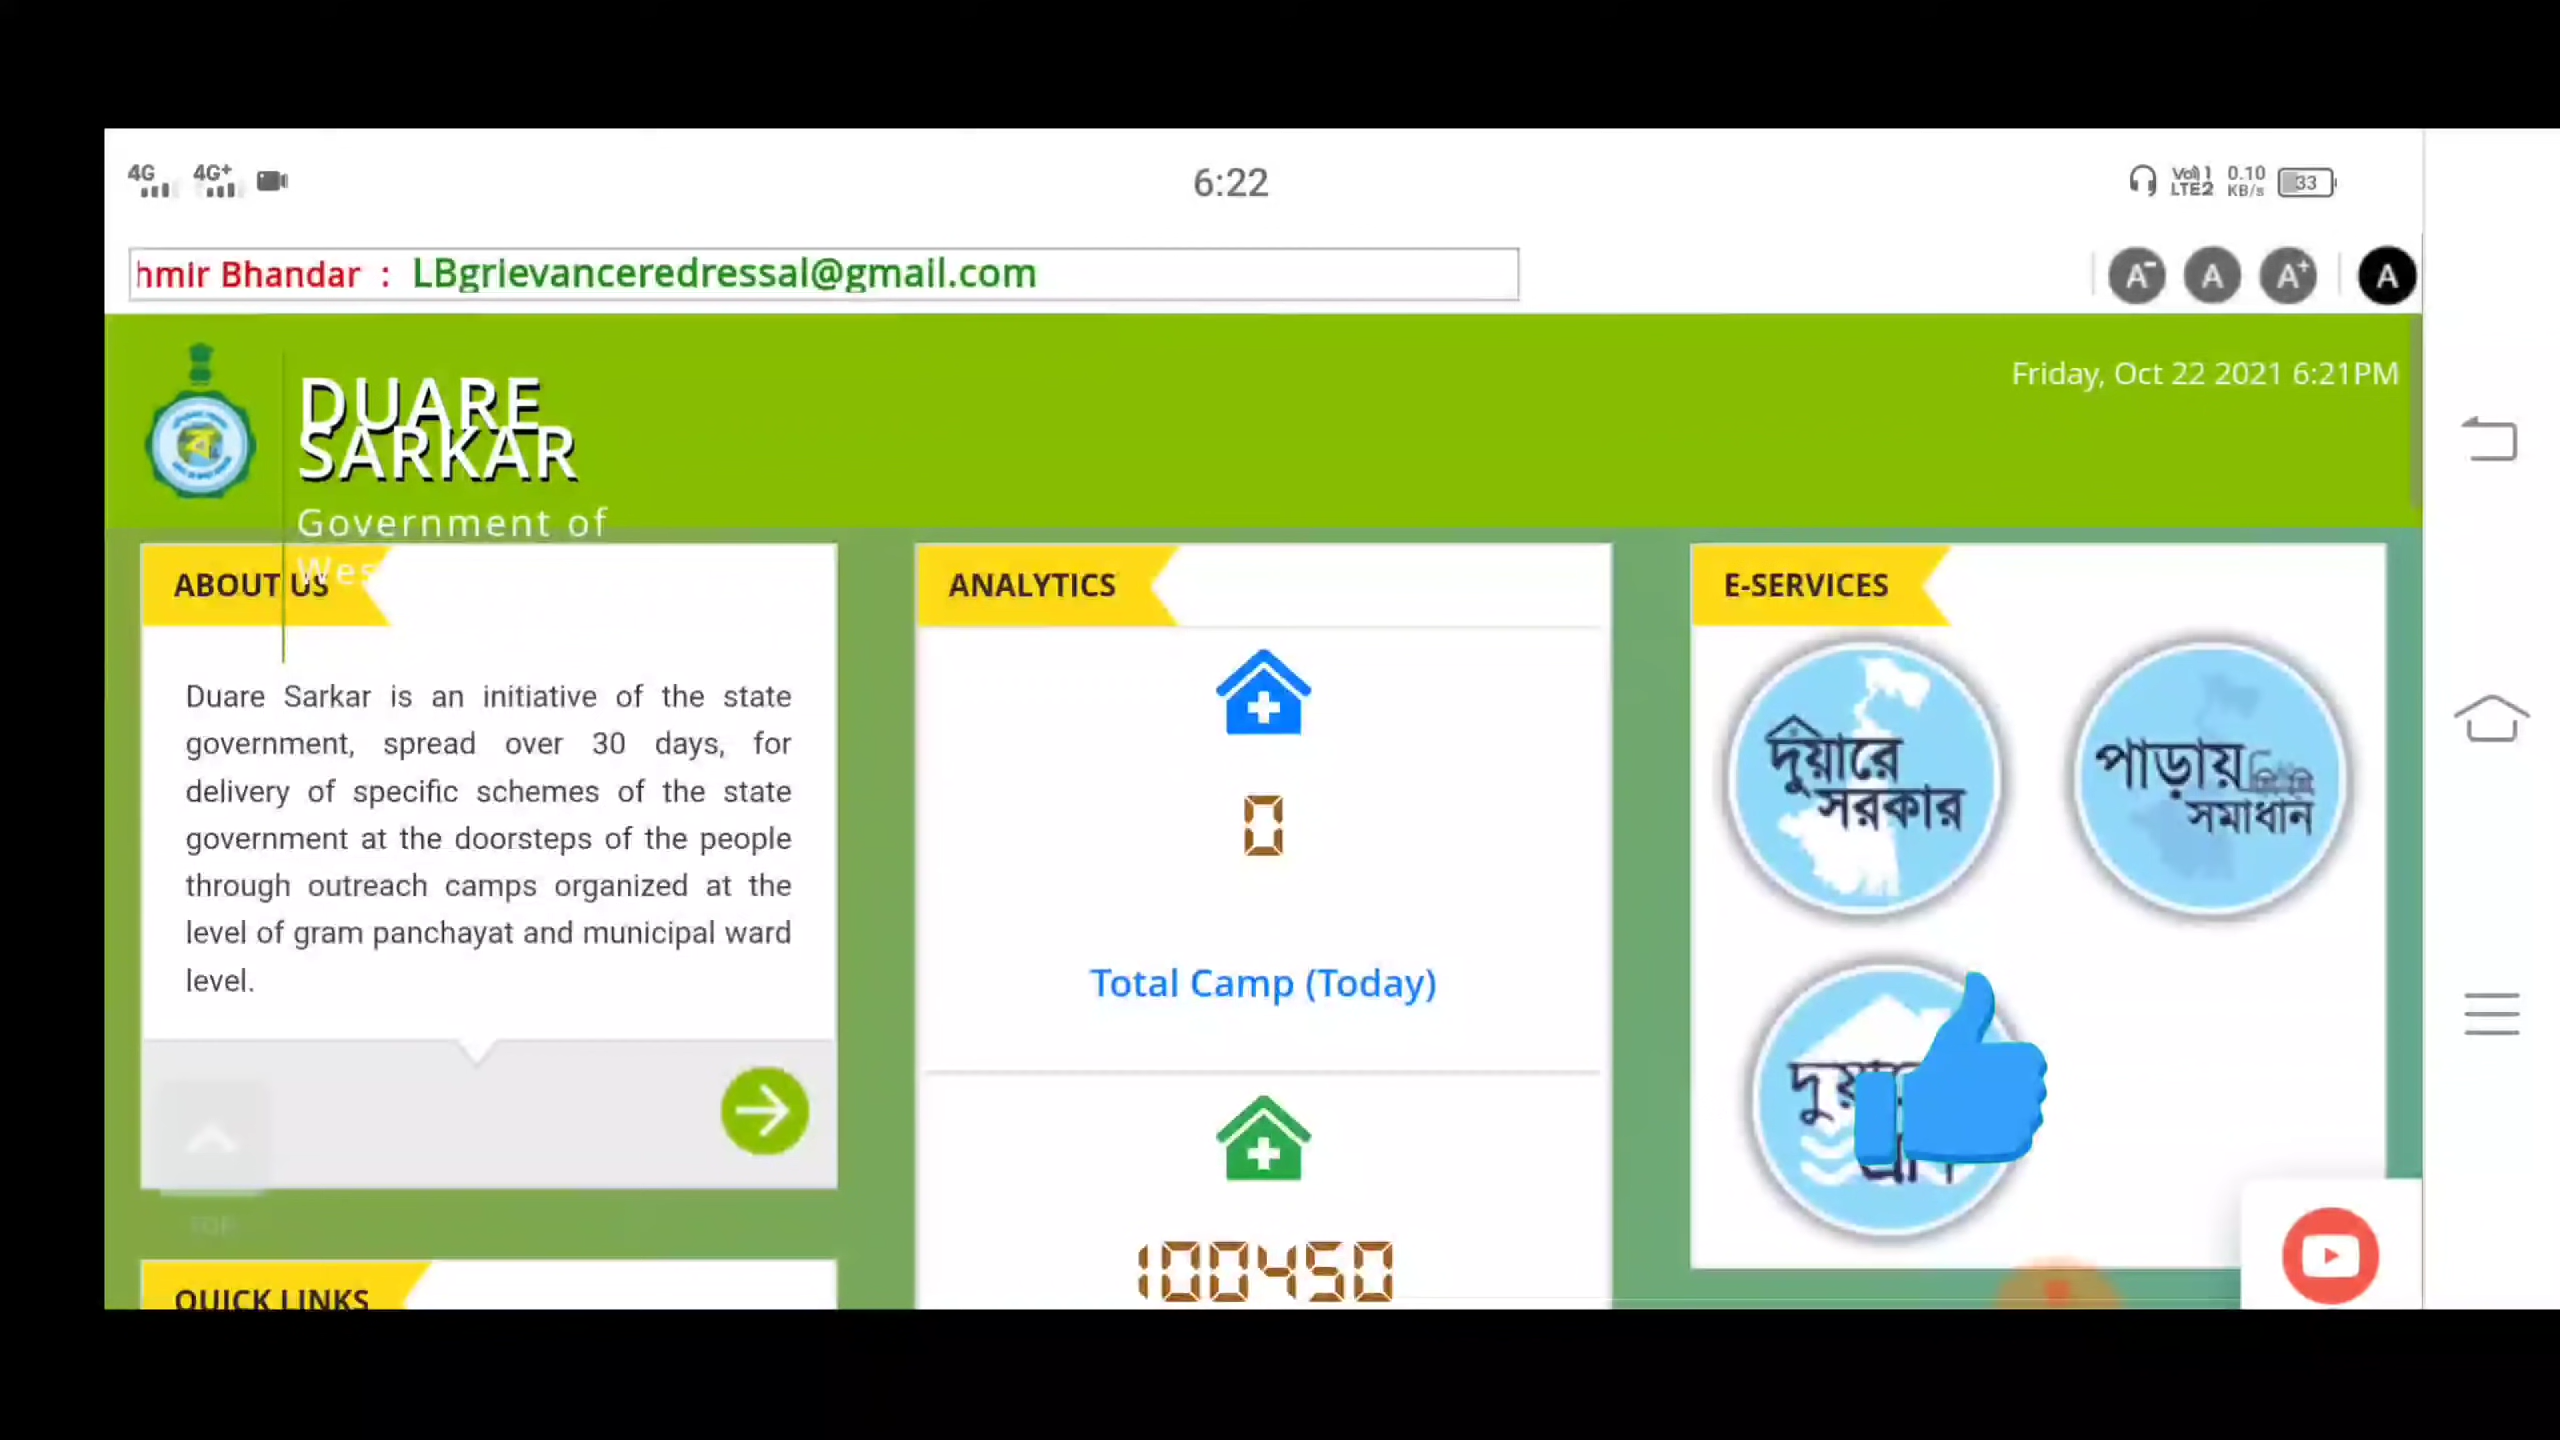 4G 4G+ 6:22 Vo) 1 LTE2 0.10 KB/s 33
hmir Bhandar : LBgrievanceredressal@gmail.com
A- A A+ A
DUARE
SARKAR
Government of
Wes
Friday, Oct 22 2021 6:21PM
ABOUT US
Duare Sarkar is an initiative of the state
government, spread over 30 days, for
delivery of specific schemes of the state
government at the doorsteps of the people
through outreach camps organized at the
level of gram panchayat and municipal ward
level.
TOP
QUICK LINKS
ANALYTICS
0
Total Camp (Today)
100450
E-SERVICES
দুয়ারে
সরকার
পাড়ায়
সমাধান